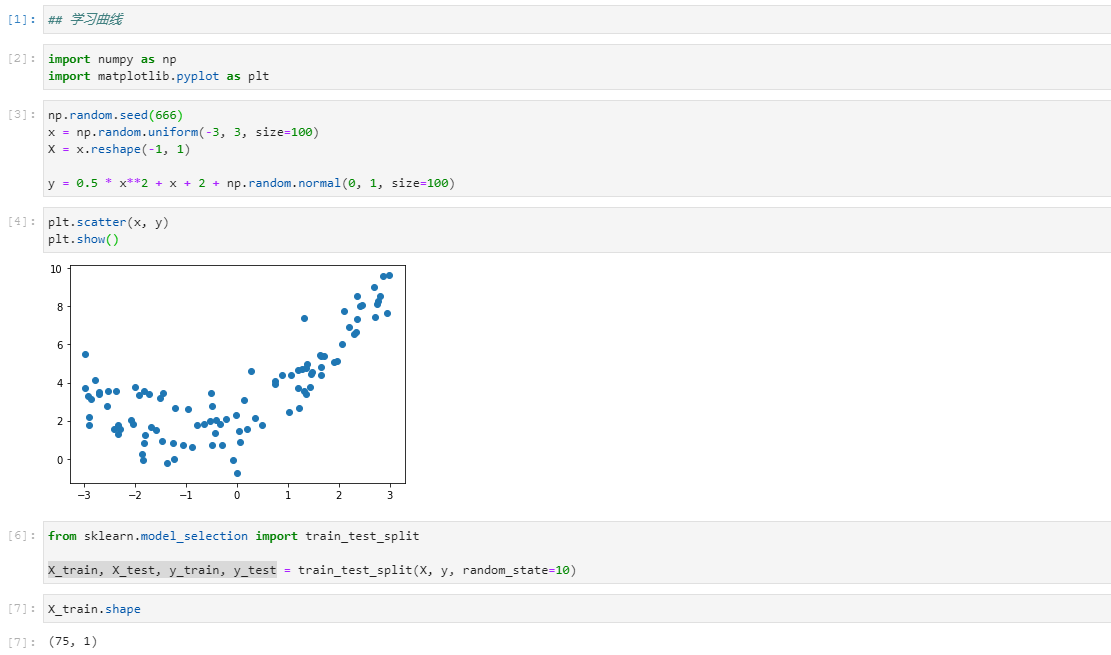 [1]: ## 学习曲线
[2]: import numpy as np
import matplotlib.pyplot as plt
[3]: np.random.seed(666)
x = np.random.uniform(-3, 3, size=100)
X = x.reshape(-1, 1)
y = 0.5 * x**2 + x + 2 + np.random.normal(0, 1, size=100)
[4]: plt.scatter(x, y)
plt.show()
10
8
6
4
2
0
−3 −2 −1 0 1 2 3
[6]: from sklearn.model_selection import train_test_split
X_train, X_test, y_train, y_test = train_test_split(X, y, random_state=10)
[7]: X_train.shape
[7]: (75, 1)